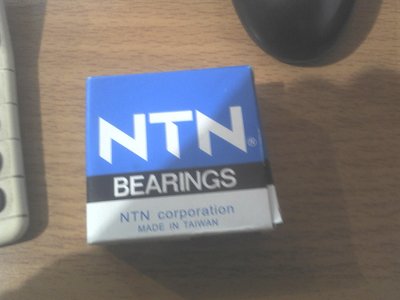 NTN®
BEARINGS
NTN corporation
MADE IN TAIWAN